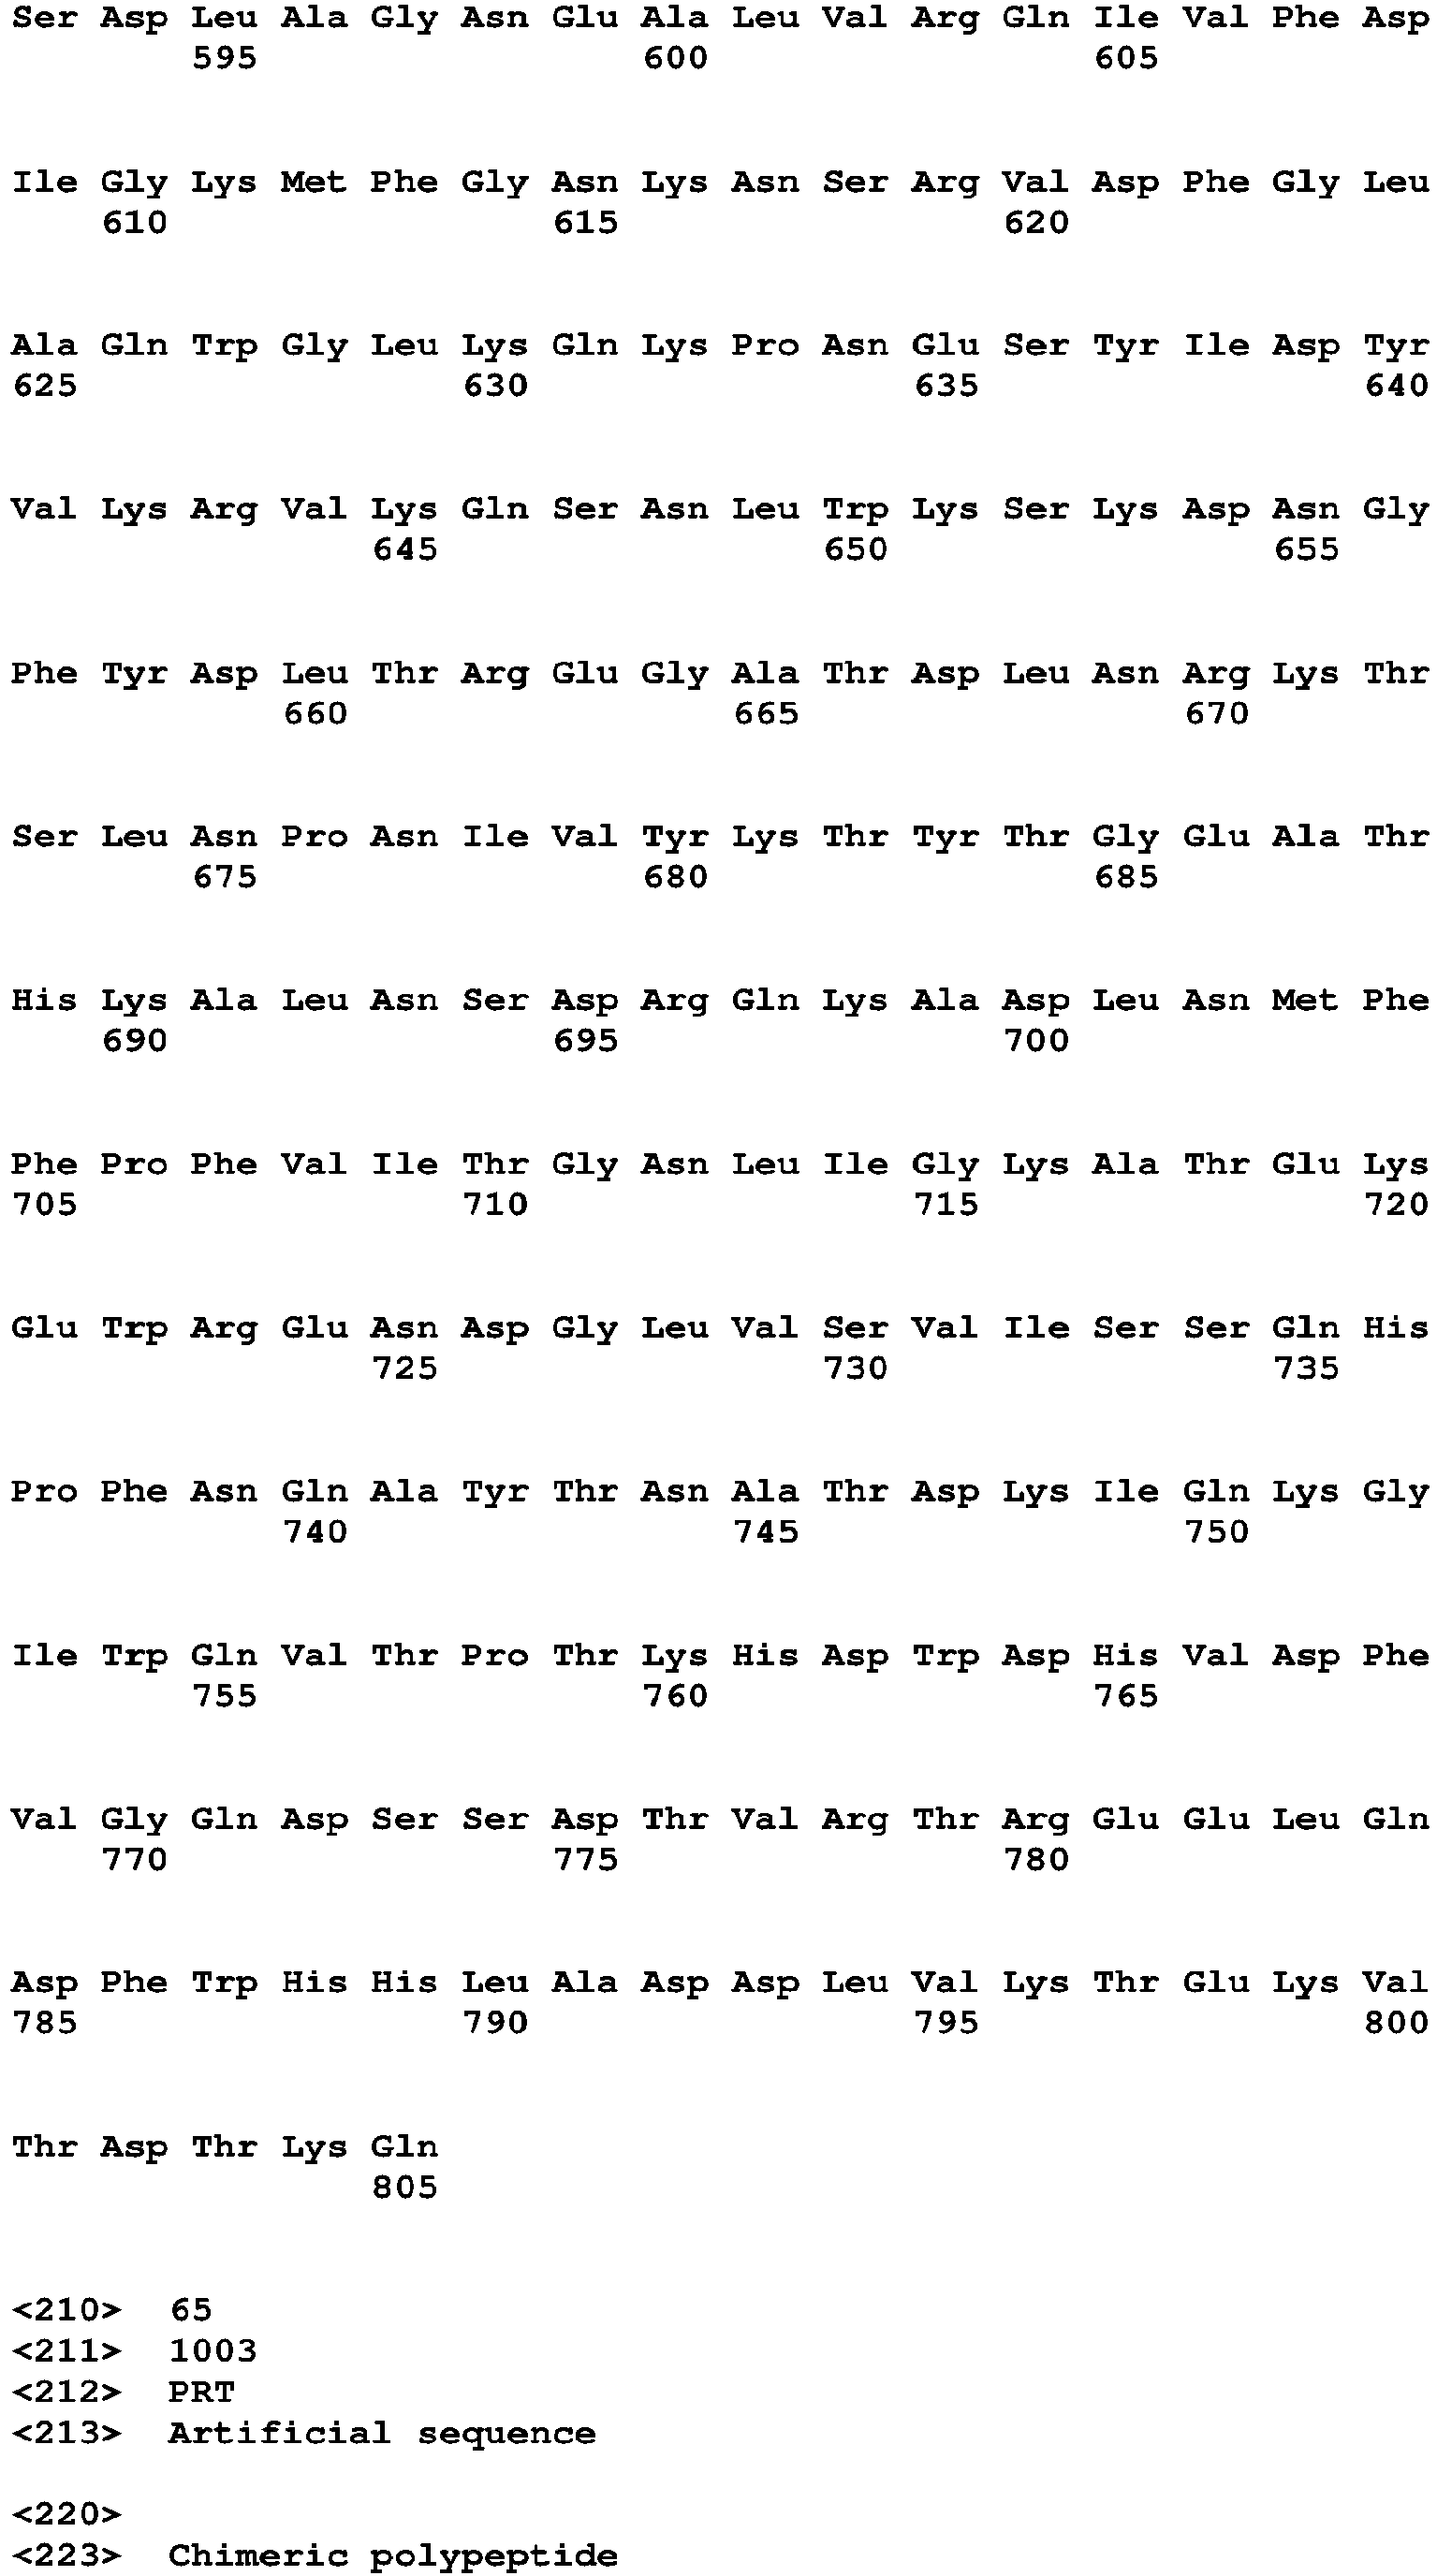 Ser Asp Leu Ala Gly Asn Glu Ala Leu Val Arg Gln Ile Val Phe Asp
595 600 605
Ile Gly Lys Met Phe Gly Asn Lys Asn Ser Arg Val Asp Phe Gly Leu
610 615 620
Ala Gln Trp Gly Leu Lys Gln Lys Pro Asn Glu Ser Tyr Ile Asp Tyr
625 630 635 640
Val Lys Arg Val Lys Gln Ser Asn Leu Trp Lys Ser Lys Asp Asn Gly
645 650 655
Phe Tyr Asp Leu Thr Arg Glu Gly Ala Thr Asp Leu Asn Arg Lys Thr
660 665 670
Ser Leu Asn Pro Asn Ile Val Tyr Lys Thr Tyr Thr Gly Glu Ala Thr
675 680 685
His Lys Ala Leu Asn Ser Asp Arg Gln Lys Ala Asp Leu Asn Met Phe
690 695 700
Phe Pro Phe Val Ile Thr Gly Asn Leu Ile Gly Lys Ala Thr Glu Lys
705 710 715 720
Glu Trp Arg Glu Asn Asp Gly Leu Val Ser Val Ile Ser Ser Gln His
725 730 735
Pro Phe Asn Gln Ala Tyr Thr Asn Ala Thr Asp Lys Ile Gln Lys Gly
740 745 750
Ile Trp Gln Val Thr Pro Thr Lys His Asp Trp Asp His Val Asp Phe
755 760 765
Val Gly Gln Asp Ser Ser Asp Thr Val Arg Thr Arg Glu Glu Leu Gln
770 775 780
Asp Phe Trp His His Leu Ala Asp Asp Leu Val Lys Thr Glu Lys Val
785 790 795 800
Thr Asp Thr Lys Gln
805
<210> 65
<211> 1003
<212> PRT
<213> Artificial sequence
<220>
<223> Chimeric polypeptide